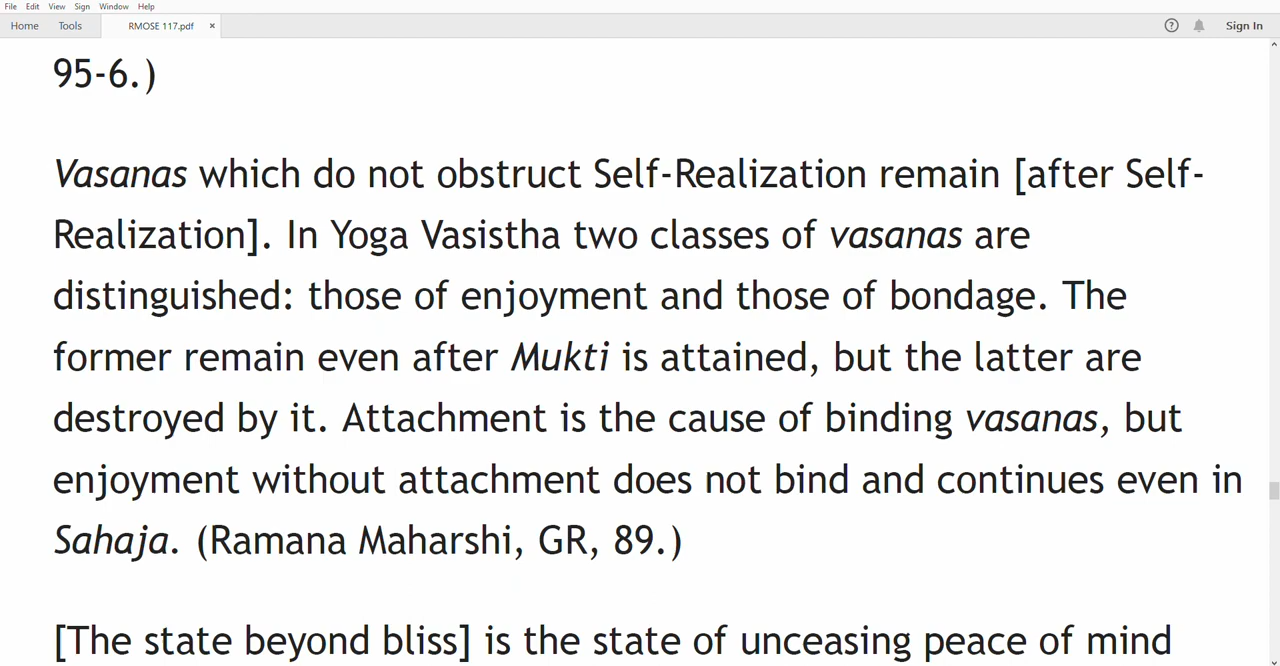 File Edit View Sign Window Help
Home Tools RMOSE 117.pdf × ? Sign In
95-6.)
Vasanas which do not obstruct Self-Realization remain [after Self-
Realization]. In Yoga Vasistha two classes of vasanas are
distinguished: those of enjoyment and those of bondage. The
former remain even after Mukti is attained, but the latter are
destroyed by it. Attachment is the cause of binding vasanas, but
enjoyment without attachment does not bind and continues even in
Sahaja. (Ramana Maharshi, GR, 89.)
[The state beyond bliss] is the state of unceasing peace of mind